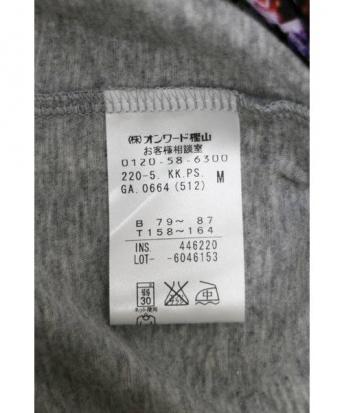 (株)オンワード樫山
お客様相談室
0120-58-6300
220-5. KK.PS. M
GA.0664(512)
B 79~ 87
T158~164
INS. 446220
LOT- -6046153
30 中
ネット使用